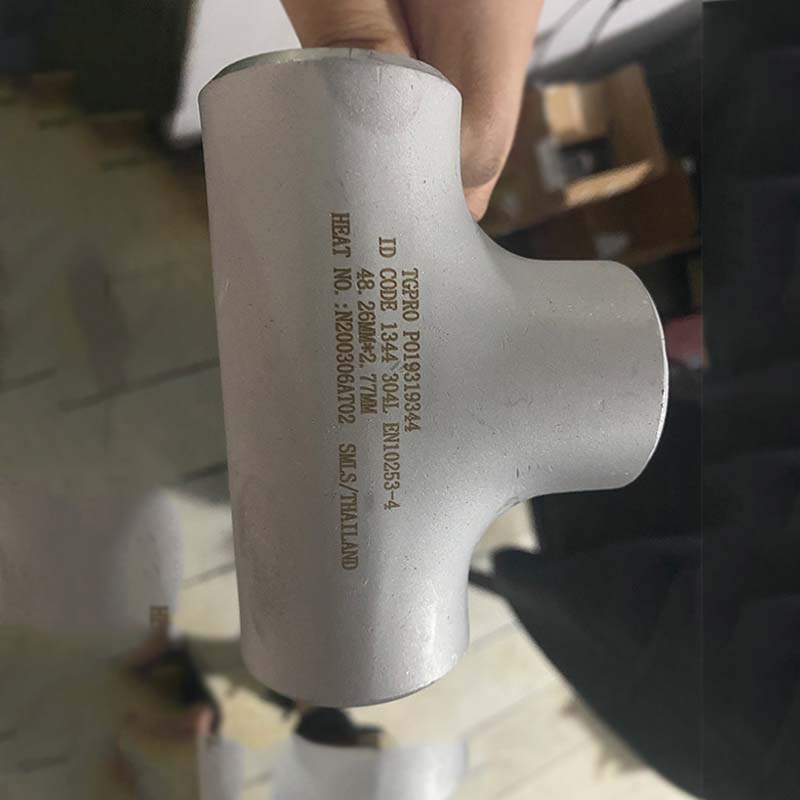 TGPRO PO19319344
ID CODE 1344 304L EN10253-4
48.26MM*2.77MM
HEAT NO.:N200306AT02 SMLS/THAILAND